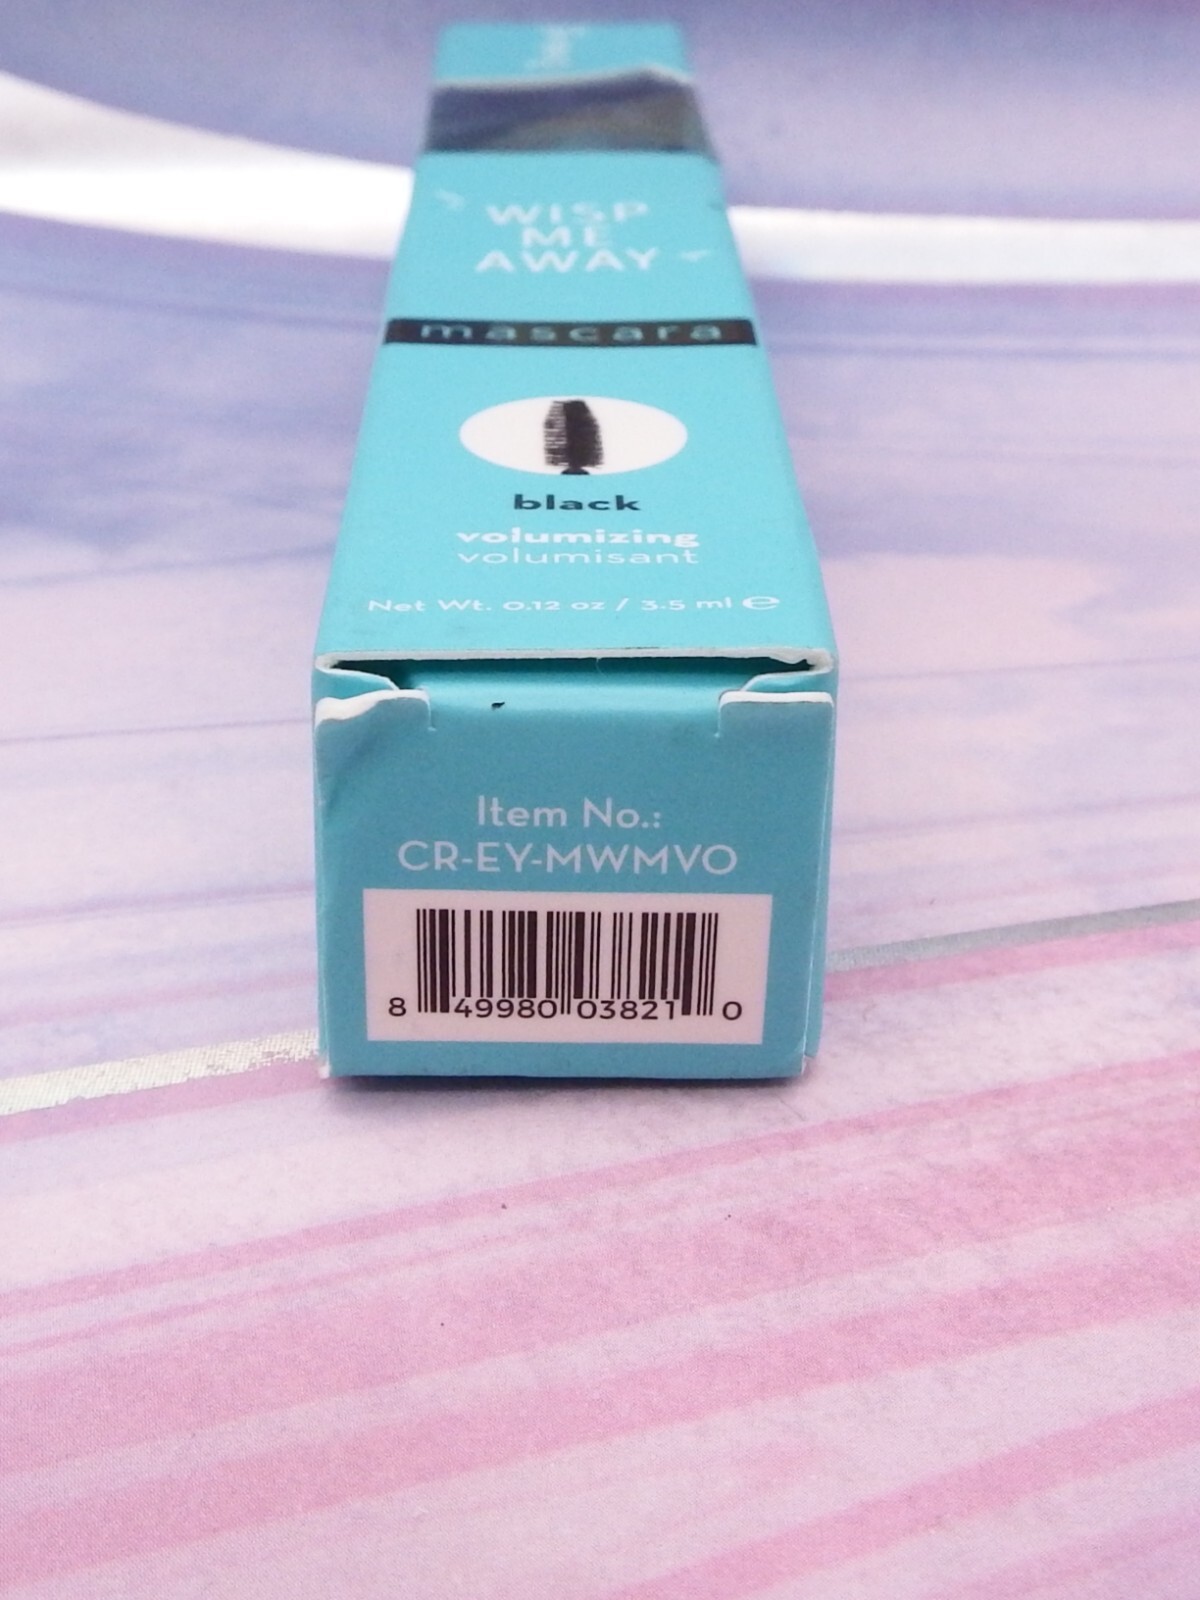 WISP
ME
AWAY
mascara
black
volumizing
volumisant
Net Wt. 0.12 oz / 3.5 ml ℮
Item No.:
CR-EY-MWMVO
8 49980 03821 0